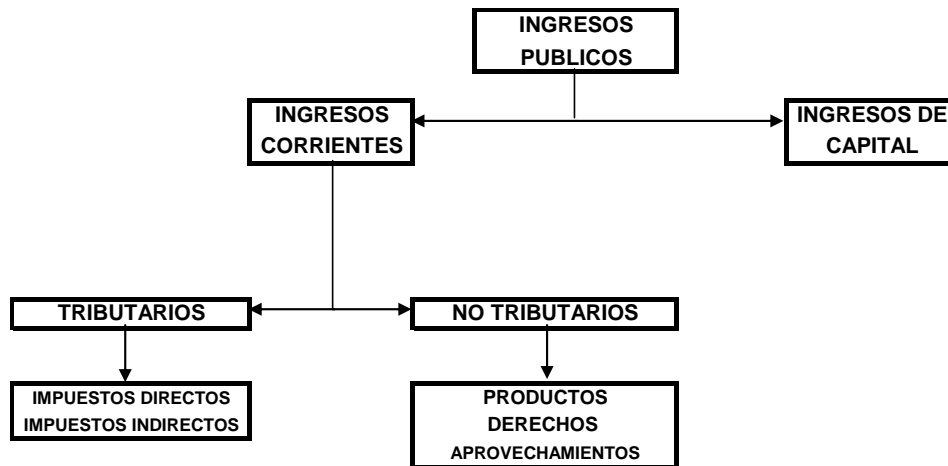 INGRESOS
PUBLICOS
INGRESOS
CORRIENTES
INGRESOS DE
CAPITAL
TRIBUTARIOS
NO TRIBUTARIOS
IMPUESTOS DIRECTOS
IMPUESTOS INDIRECTOS
PRODUCTOS
DERECHOS
APROVECHAMIENTOS